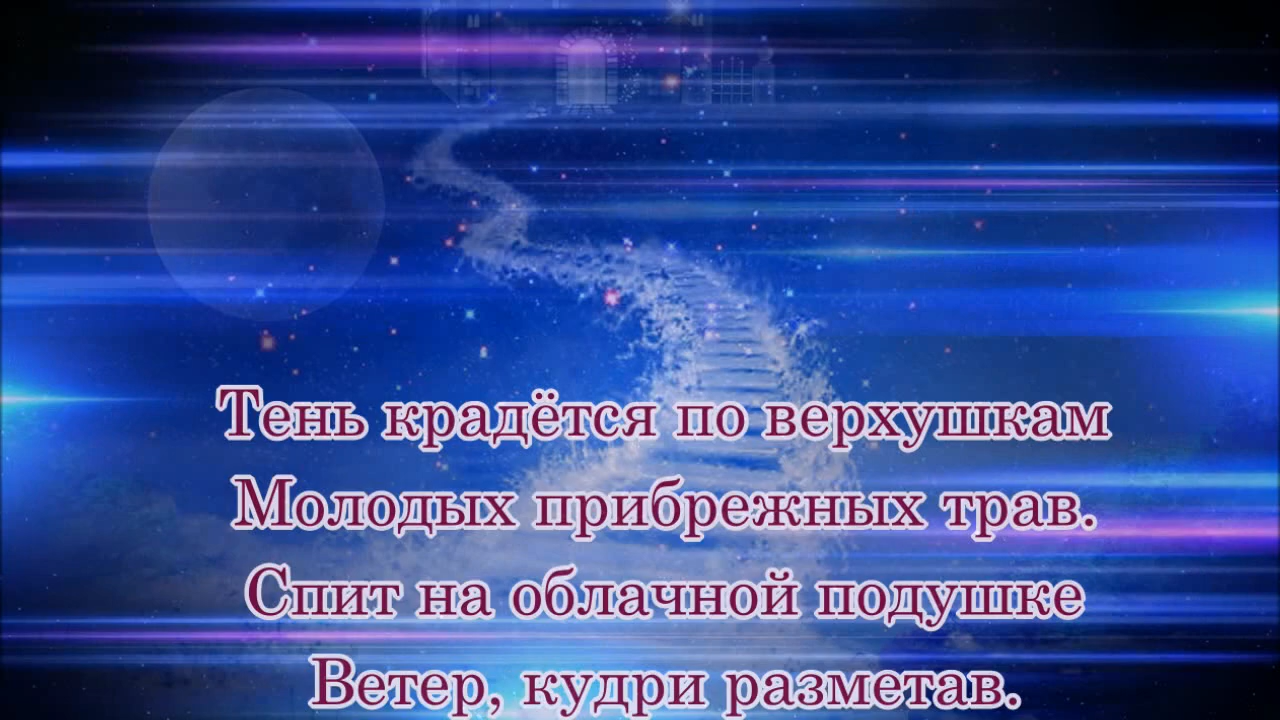 Тень крадётся по верхушкам
Молодых прибрежных трав.
Спит на облачной подушке
Ветер, кудри разметав.